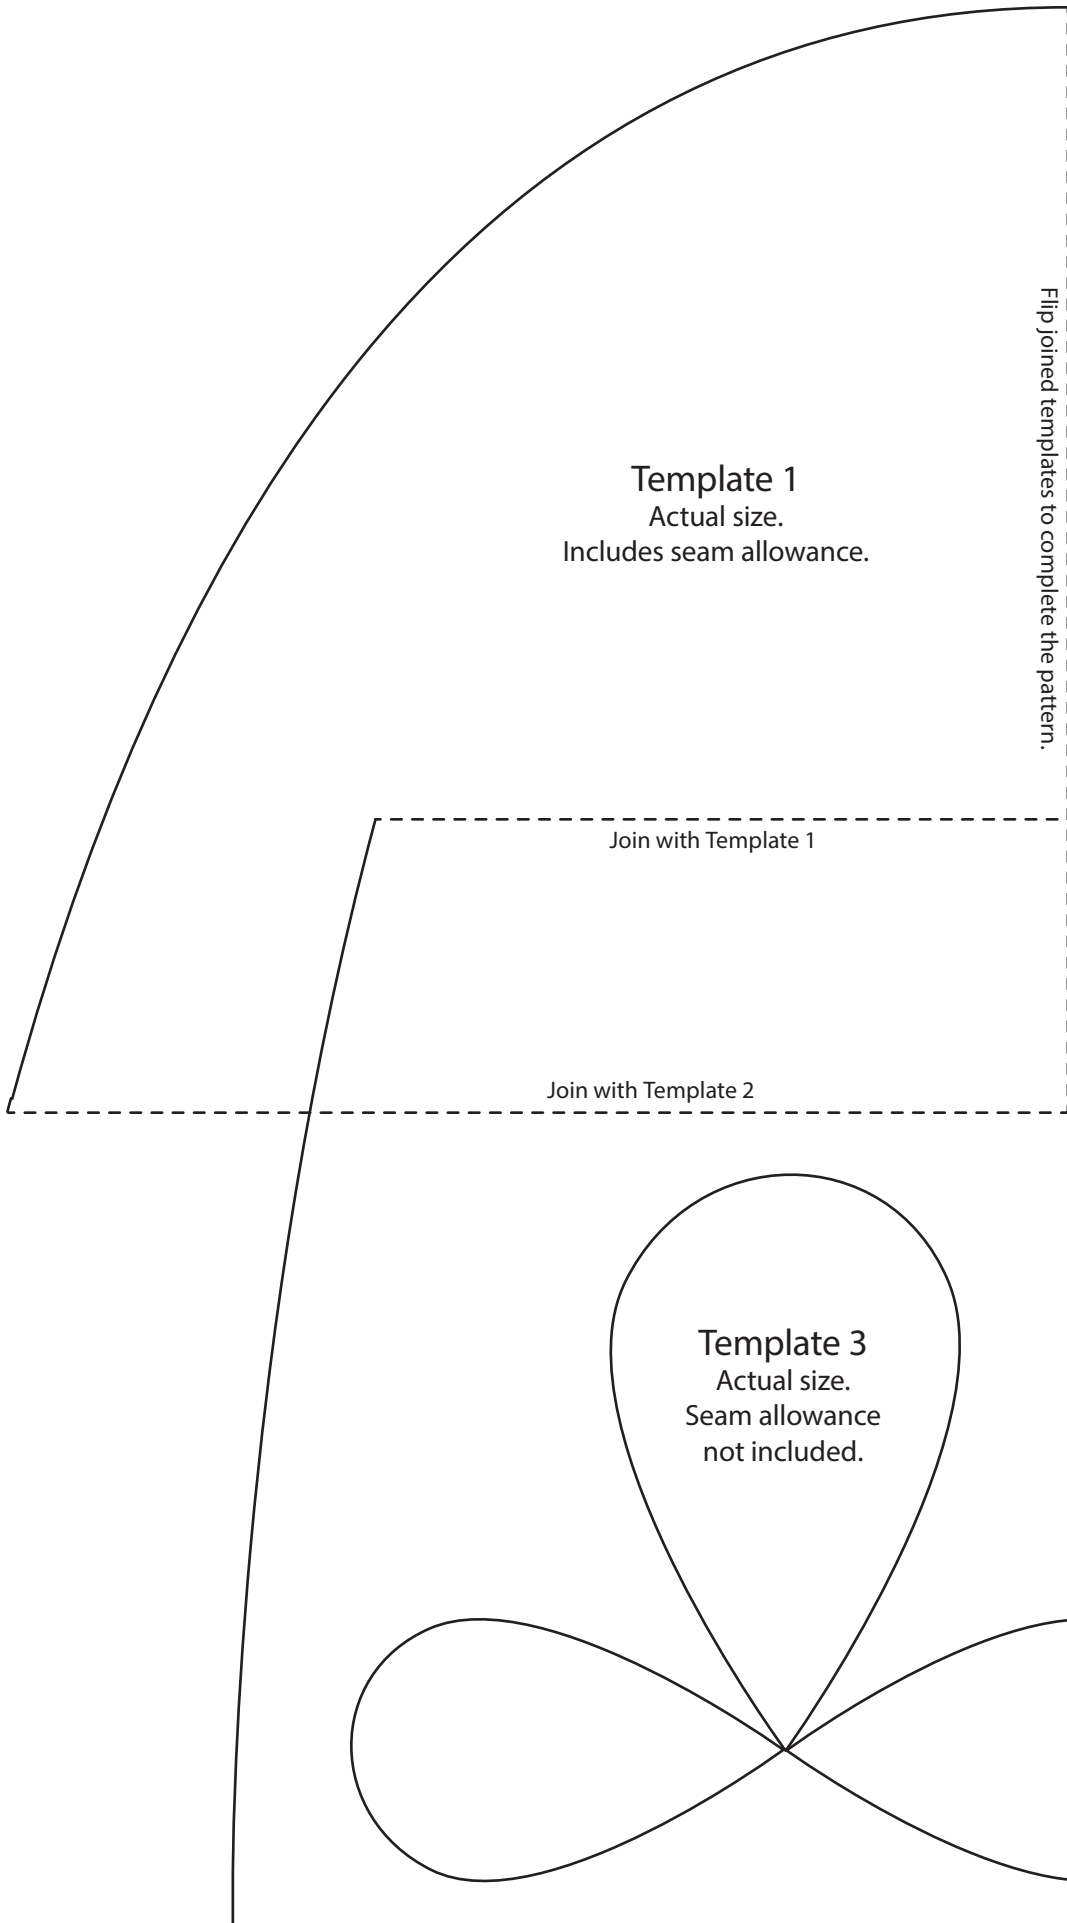 Flip joined templates to complete the pattern.
Template 1
Actual size.
Includes seam allowance.
Join with Template 1
Join with Template 2
Template 3
Actual size.
Seam allowance
not included.